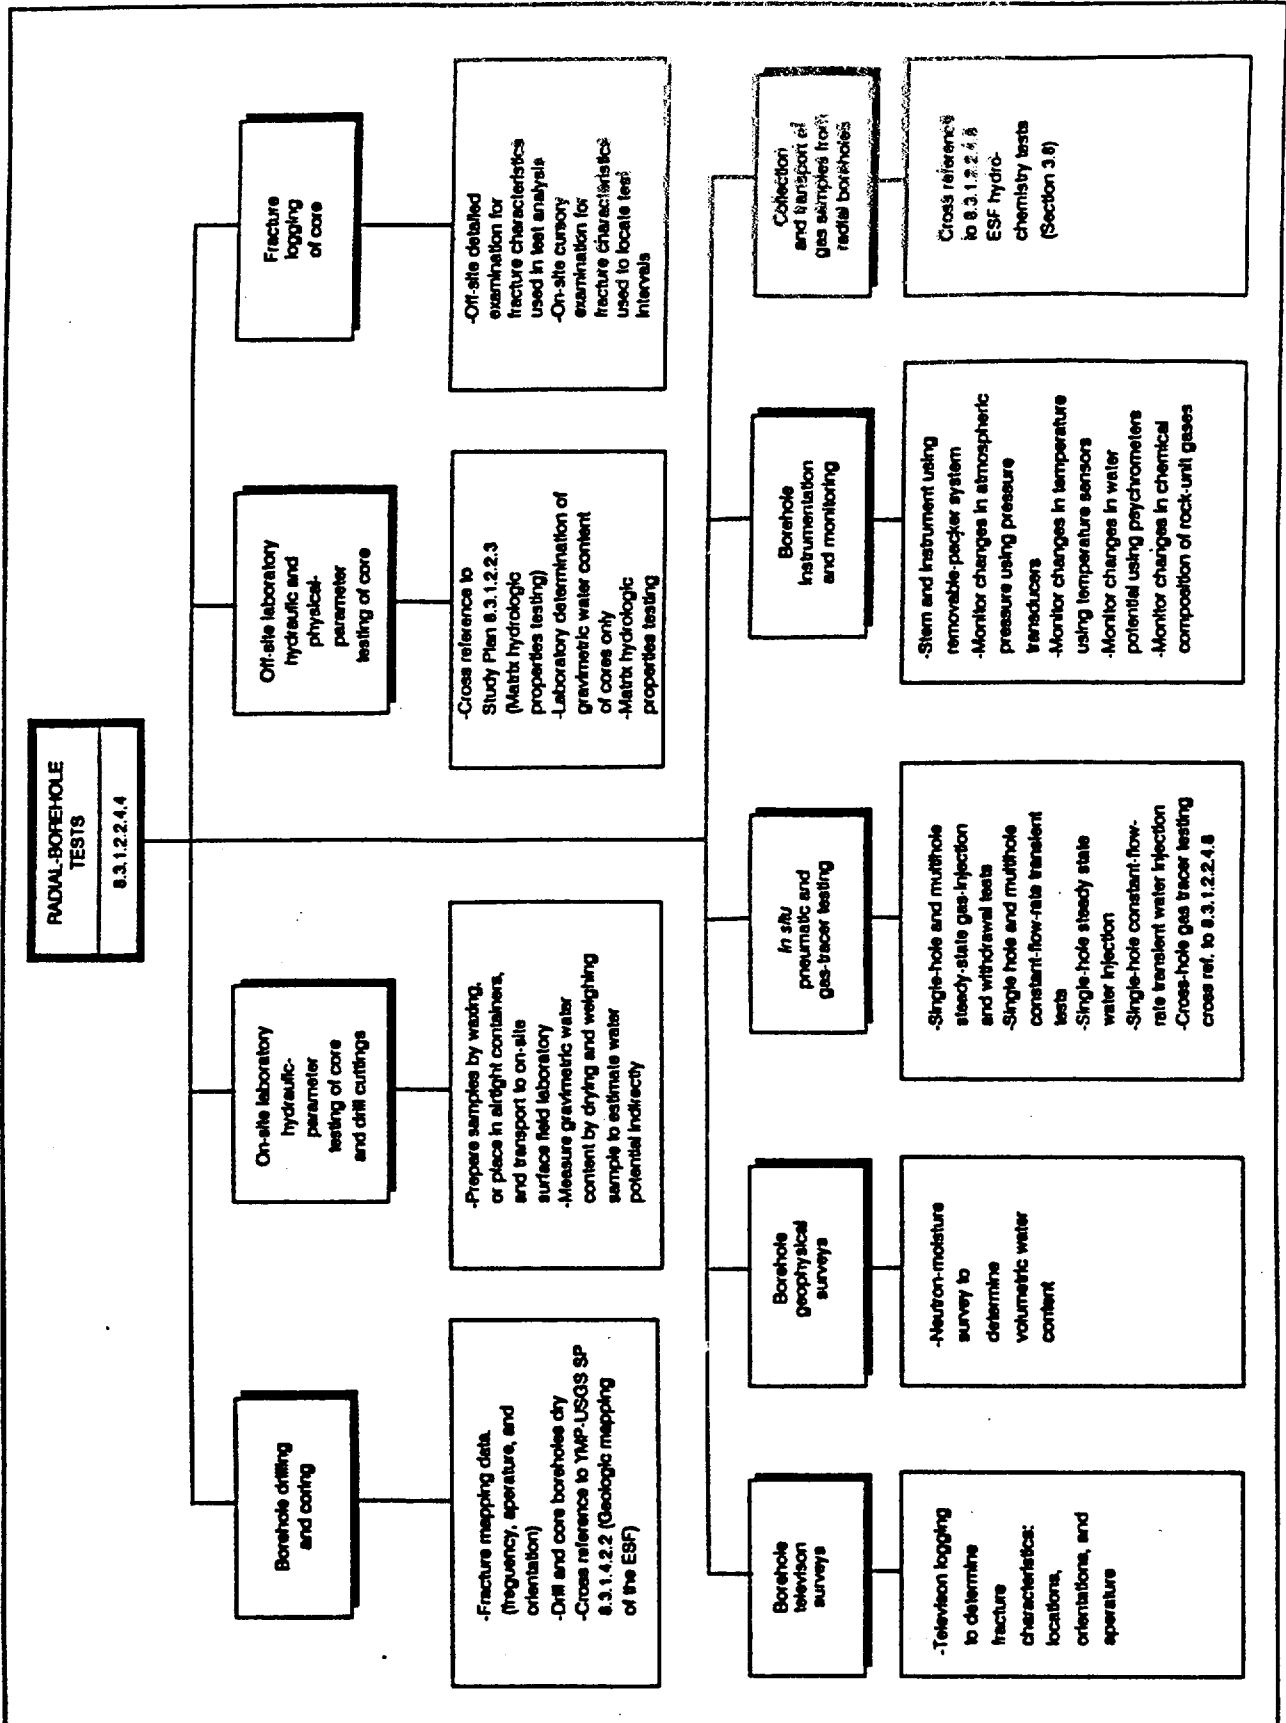 RADIAL-BOREHOLE
TESTS
8.3.1.2.2.4.4
Borehole drilling
and coring
-Fracture mapping data
(freguency, aperature, and
orientation)
-Drill and core boreholes dry
-Cross reference to YMP-USGS SP
8.3.1.4.2.2 (Geologic mapping
of the ESF)
On-site laboratory
hydraulic-
parameter
testing of core
and drill cuttings
-Prepare samples by waxing,
or place in airtight containers,
and transport to on-site
surface field laboratory
-Measure gravimetric water
content by drying and weighing
sample to estimate water
potential indirectly
Off-site laboratory
hydraulic and
physical-
parameter
testing of core
-Cross reference to
Study Plan 8.3.1.2.2.3
(Matrix hydrologic
properties testing)
-Laboratory determination of
gravimetric water content
of cores only
-Matrix hydrologic
properties testing
Fracture
logging
of core
-Off-site detailed
examination for
fracture characteristics
used in test analysis
-On-site cursory
examination for
fracture characteristics
used to locate test
intervals
Borehole
televison
surveys
-Televison logging
to determine
fracture
characteristics:
locations,
orientations, and
aperature
Borehole
geophysical
surveys
-Neutron-moisture
survey to
determine
volumetric water
content
In situ
pneumatic and
gas-tracer testing
-Single-hole and multihole
steady-state gas-injection
and withdrawal tests
-Single hole and multihole
constant-flow-rate transient
tests
-Single-hole steady state
water injection
-Single-hole constant-flow-
rate transient water injection
-Cross-hole gas tracer testing
cross ref. to 8.3.1.2.2.4.8
Borehole
instrumentation
and monitoring
-Stem and instrument using
removable-packer system
-Monitor changes in atmospheric
pressure using pressure
transducers
-Monitor changes in temperature
using temperature sensors
-Monitor changes in water
potential using psychrometers
-Monitor changes in chemical
composition of rock-unit gases
Collection
and transport of
gas samples from
radial boreholes
Cross reference
to 8.3.1.2.2.4.8
ESF hydro-
chemistry tests
(Section 3.8)